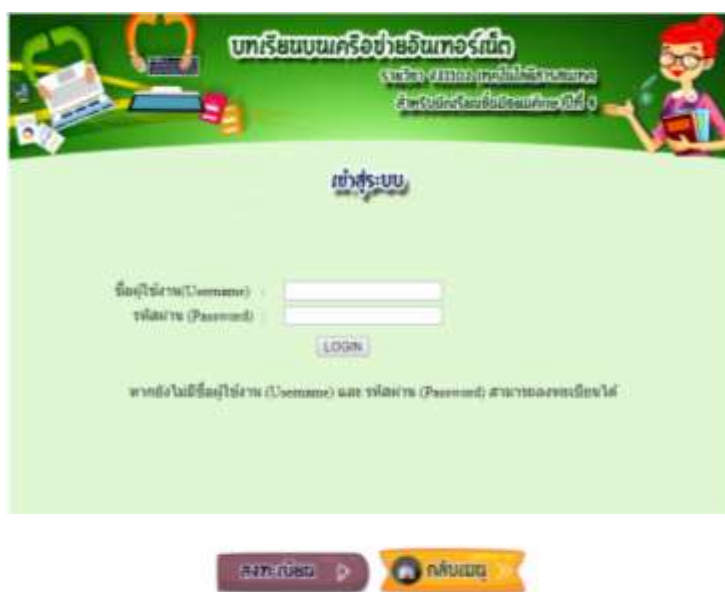 บทเรียนบนเครือข่ายอินเทอร์เน็ต
รายวิชา เทคโนโลยีสารสนเทศ
สำหรับนักเรียนชั้นมัธยมศึกษาปีที่
เข้าสู่ระบบ
ชื่อผู้ใช้งาน(Username) :
รหัสผ่าน (Password) :
LOGIN
หากยังไม่มีชื่อผู้ใช้งาน (Username) และ รหัสผ่าน (Password) สามารถลงทะเบียนได้
ลงทะเบียน
กลับเมนู